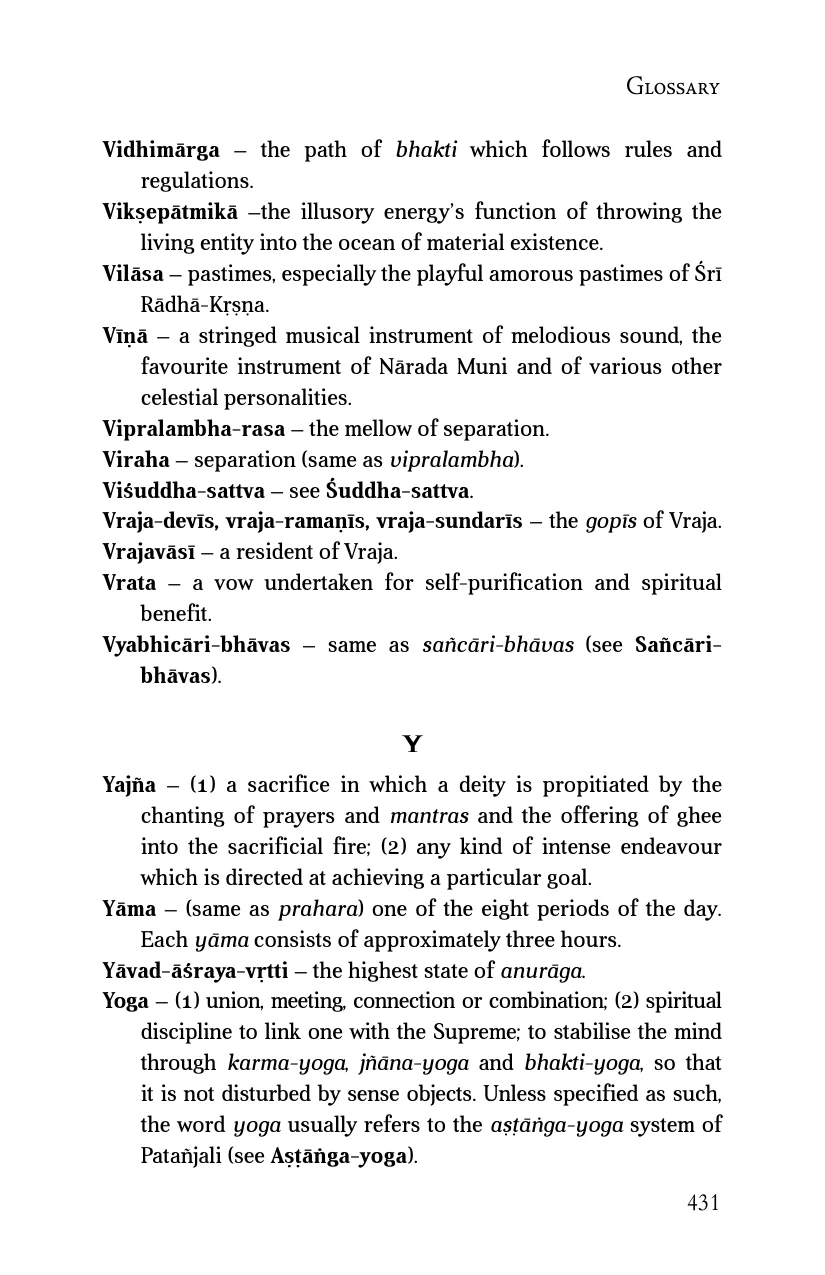 Glossary
Vidhimārga – the path of bhakti which follows rules and
regulations.
Vikṣepātmikā –the illusory energy’s function of throwing the
living entity into the ocean of material existence.
Vilāsa – pastimes, especially the playful amorous pastimes of Śrī
Rādhā-Kṛṣṇa.
Vīṇā – a stringed musical instrument of melodious sound, the
favourite instrument of Nārada Muni and of various other
celestial personalities.
Vipralambha-rasa – the mellow of separation.
Viraha – separation (same as vipralambha).
Viśuddha-sattva – see Śuddha-sattva.
Vraja-devīs, vraja-ramaṇīs, vraja-sundarīs – the gopīs of Vraja.
Vrajavāsī – a resident of Vraja.
Vrata – a vow undertaken for self-purification and spiritual
benefit.
Vyabhicāri-bhāvas – same as sañcāri-bhāvas (see Sañcāri-
bhāvas).
Y
Yajña – (1) a sacrifice in which a deity is propitiated by the
chanting of prayers and mantras and the offering of ghee
into the sacrificial fire; (2) any kind of intense endeavour
which is directed at achieving a particular goal.
Yāma – (same as prahara) one of the eight periods of the day.
Each yāma consists of approximately three hours.
Yāvad-āśraya-vṛtti – the highest state of anurāga.
Yoga – (1) union, meeting, connection or combination; (2) spiritual
discipline to link one with the Supreme; to stabilise the mind
through karma-yoga, jñāna-yoga and bhakti-yoga, so that
it is not disturbed by sense objects. Unless specified as such,
the word yoga usually refers to the aṣṭāṅga-yoga system of
Patañjali (see Aṣṭāṅga-yoga).
431